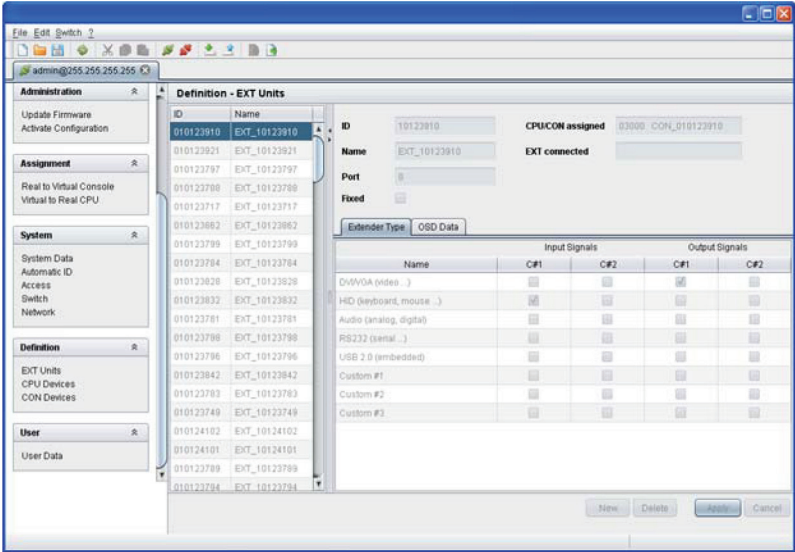 File Edit Switch ?
admin@255.255.255.255
Administration
Update Firmware
Activate Configuration
Assignment
Real to Virtual Console
Virtual to Real CPU
System
System Data
Automatic ID
Access
Switch
Network
Definition
EXT Units
CPU Devices
CON Devices
User
User Data
Definition - EXT Units
ID Name
010123910 EXT_10123910
010123921 EXT_10123921
010123797 EXT_10123797
010123788 EXT_10123788
010123717 EXT_10123717
010123862 EXT_10123862
010123799 EXT_10123799
010123784 EXT_10123784
010123828 EXT_10123828
010123832 EXT_10123832
010123781 EXT_10123781
010123798 EXT_10123798
010123786 EXT_10123786
010123842 EXT_10123842
010123783 EXT_10123783
010123749 EXT_10123749
010124102 EXT_10124102
010124101 EXT_10124101
010123789 EXT_10123789
010123794 EXT_10123794
ID 10123910 CPU/CON assigned 03000 CON_010123910
Name EXT_10123910 EXT connected
Port 8
Fixed
Extender Type OSD Data
Input Signals Output Signals
Name C#1 C#2 C#1 C#2
DVI/VGA (video ...)
HID (keyboard, mouse ...)
Audio (analog, digital)
RS232 (serial ...)
USB 2.0 (embedded)
Custom #1
Custom #2
Custom #3
New Delete Apply Cancel